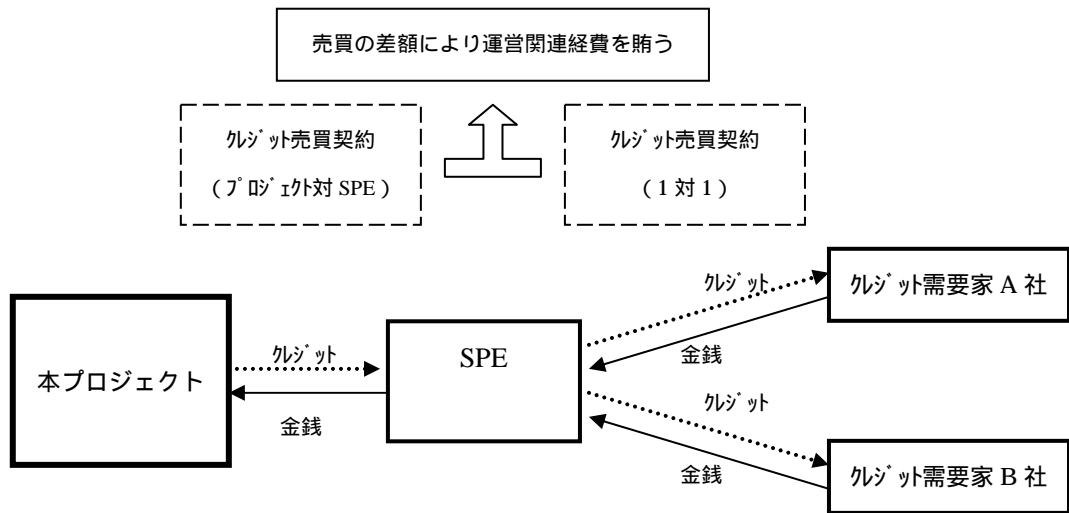 売買の差額により運営関連経費を賄う
ｸﾚｼﾞｯﾄ売買契約
（ﾌﾟﾛｼﾞｪｸﾄ対 SPE）
ｸﾚｼﾞｯﾄ売買契約
（1 対 1）
本プロジェクト
ｸﾚｼﾞｯﾄ
金銭
SPE
ｸﾚｼﾞｯﾄ
金銭
ｸﾚｼﾞｯﾄ
金銭
ｸﾚｼﾞｯﾄ需要家 A 社
ｸﾚｼﾞｯﾄ需要家 B 社